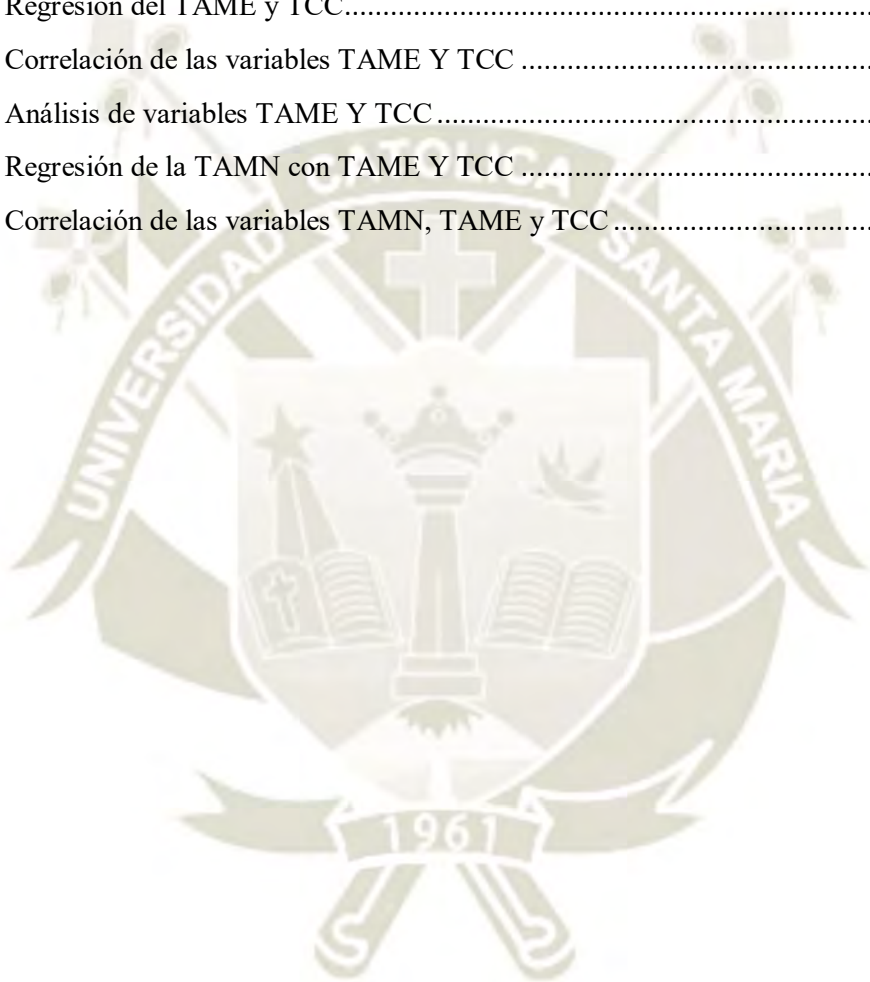 Regresión del TAME y TCC....................................................................
Correlación de las variables TAME Y TCC ....................................................
Análisis de variables TAME Y TCC ..................................................................
Regresión de la TAMN con TAME Y TCC ....................................................
Correlación de las variables TAMN, TAME y TCC .......................................
UNIVERSIDAD CATOLICA SANTA MARIA
1961